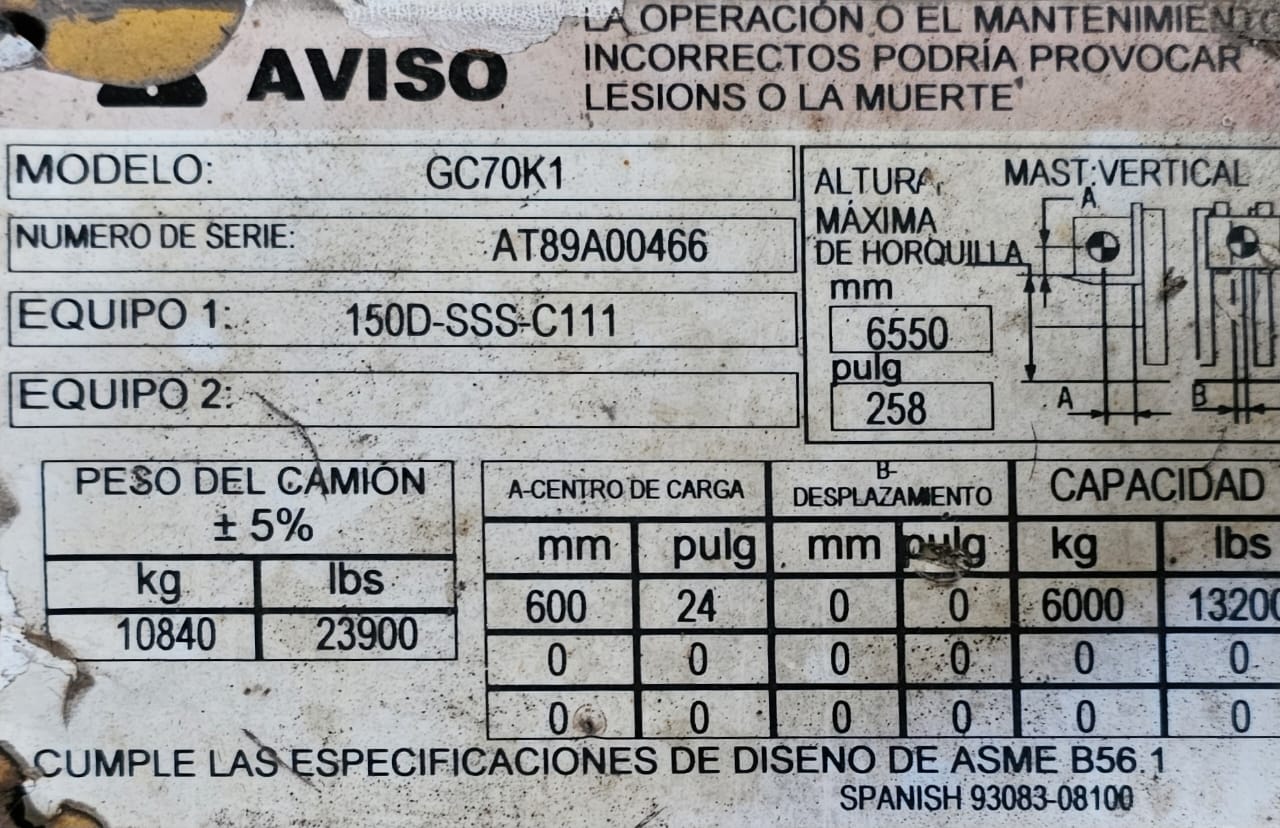 LA OPERACIÓN O EL MANTENIMIENTO
INCORRECTOS PODRÍA PROVOCAR
LESIONS O LA MUERTE
AVISO
MODELO: GC70K1
NUMERO DE SERIE: AT89A00466
EQUIPO 1: 150D-SSS-C111
EQUIPO 2:
ALTURA
MÁXIMA
DE HORQUILLA
mm
6550
pulg
258
MAST:VERTICAL
A
A B
PESO DEL CAMIÓN
± 5%
kg lbs
10840 23900
A-CENTRO DE CARGA B-DESPLAZAMIENTO CAPACIDAD
mm pulg mm pulg kg lbs
600 24 0 0 6000 13200
0 0 0 0 0 0
0 0 0 0 0 0
CUMPLE LAS ESPECIFICACIONES DE DISENO DE ASME B56.1
SPANISH 93083-08100